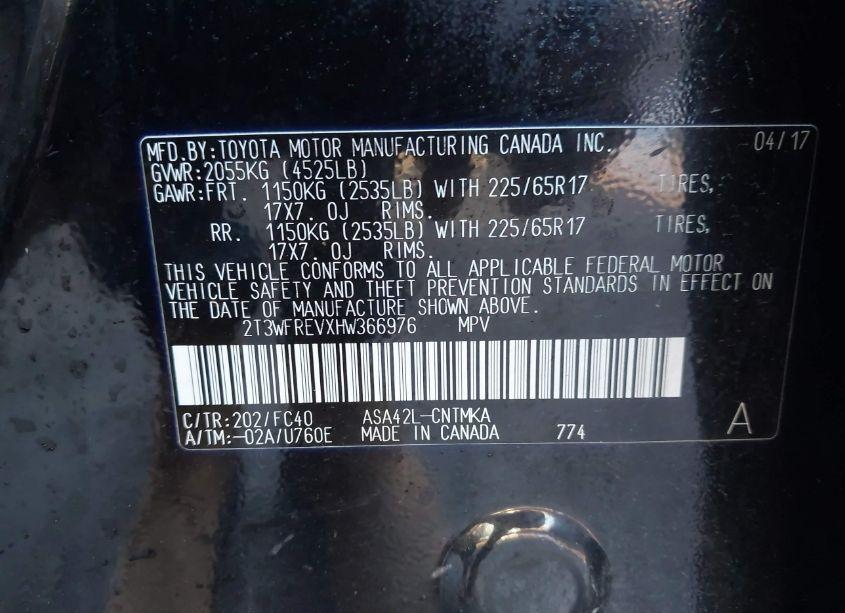 MFD.BY:TOYOTA MOTOR MANUFACTURING CANADA INC. 04/17
GVWR:2055KG (4525LB)
GAWR:FRT. 1150KG (2535LB) WITH 225/65R17 TIRES,
17X7.0J RIMS.
RR. 1150KG (2535LB) WITH 225/65R17 TIRES,
17X7.0J RIMS.
THIS VEHICLE CONFORMS TO ALL APPLICABLE FEDERAL MOTOR
VEHICLE SAFETY AND THEFT PREVENTION STANDARDS IN EFFECT ON
THE DATE OF MANUFACTURE SHOWN ABOVE.
2T3WFREVXHW366976 MPV
C/TR:202/FC40 ASA42L-CNTMKA
A/TM:-02A/U760E MADE IN CANADA 774 A